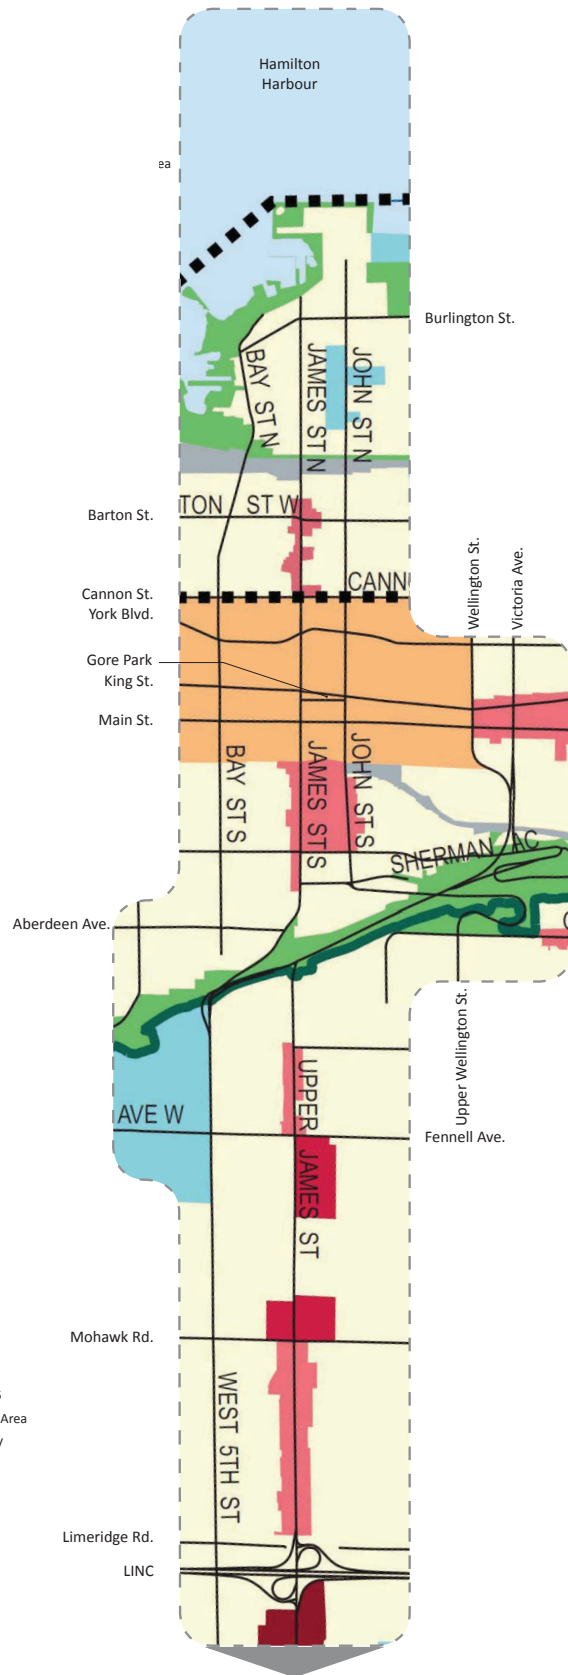 Hamilton
Harbour
ea
Burlington St.
BAY ST N
JAMES ST N
JOHN ST N
Barton St.
TON ST W
Wellington St.
Victoria Ave.
Cannon St.
CANN
York Blvd.
Gore Park
King St.
Main St.
BAY ST S
JAMES ST S
JOHN ST S
SHERMAN AC
Aberdeen Ave.
Upper Wellington St.
AVE W
UPPER
JAMES ST
Fennell Ave.
Mohawk Rd.
WEST 5TH ST
Area
Limeridge Rd.
LINC